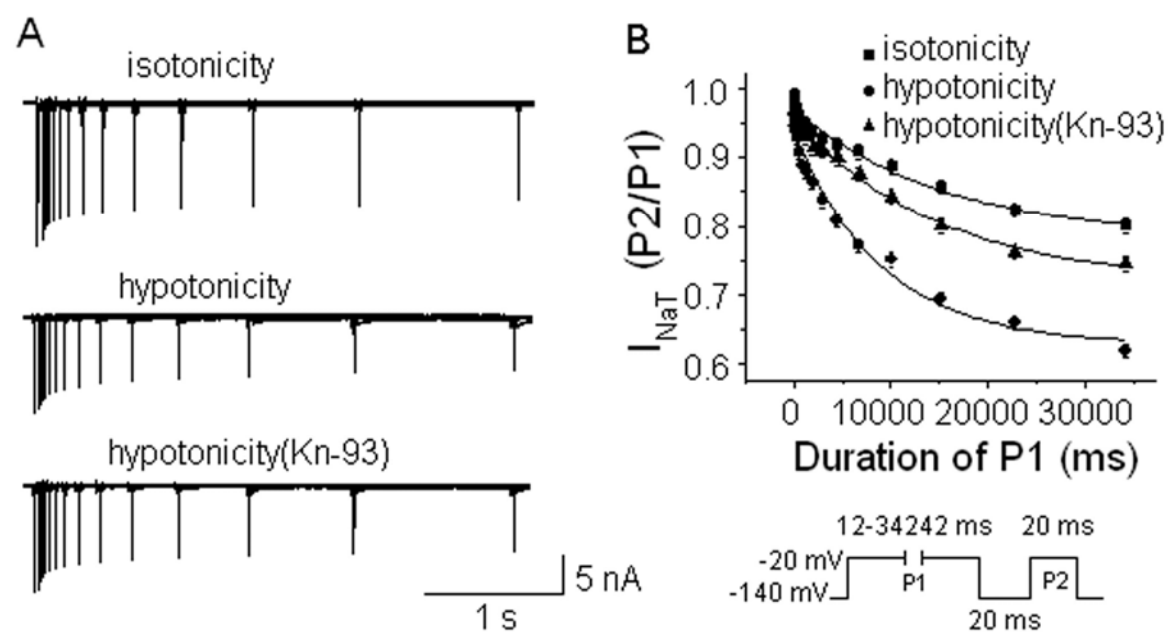 A
isotonicity
hypotonicity
hypotonicity(Kn-93)
5 nA
1 s
B
isotonicity
hypotonicity
hypotonicity(Kn-93)
I_NaT (P2/P1)
1.0
0.9
0.8
0.7
0.6
0 10000 20000 30000
Duration of P1 (ms)
12-34242 ms 20 ms
-20 mV
P1 P2
-140 mV
20 ms